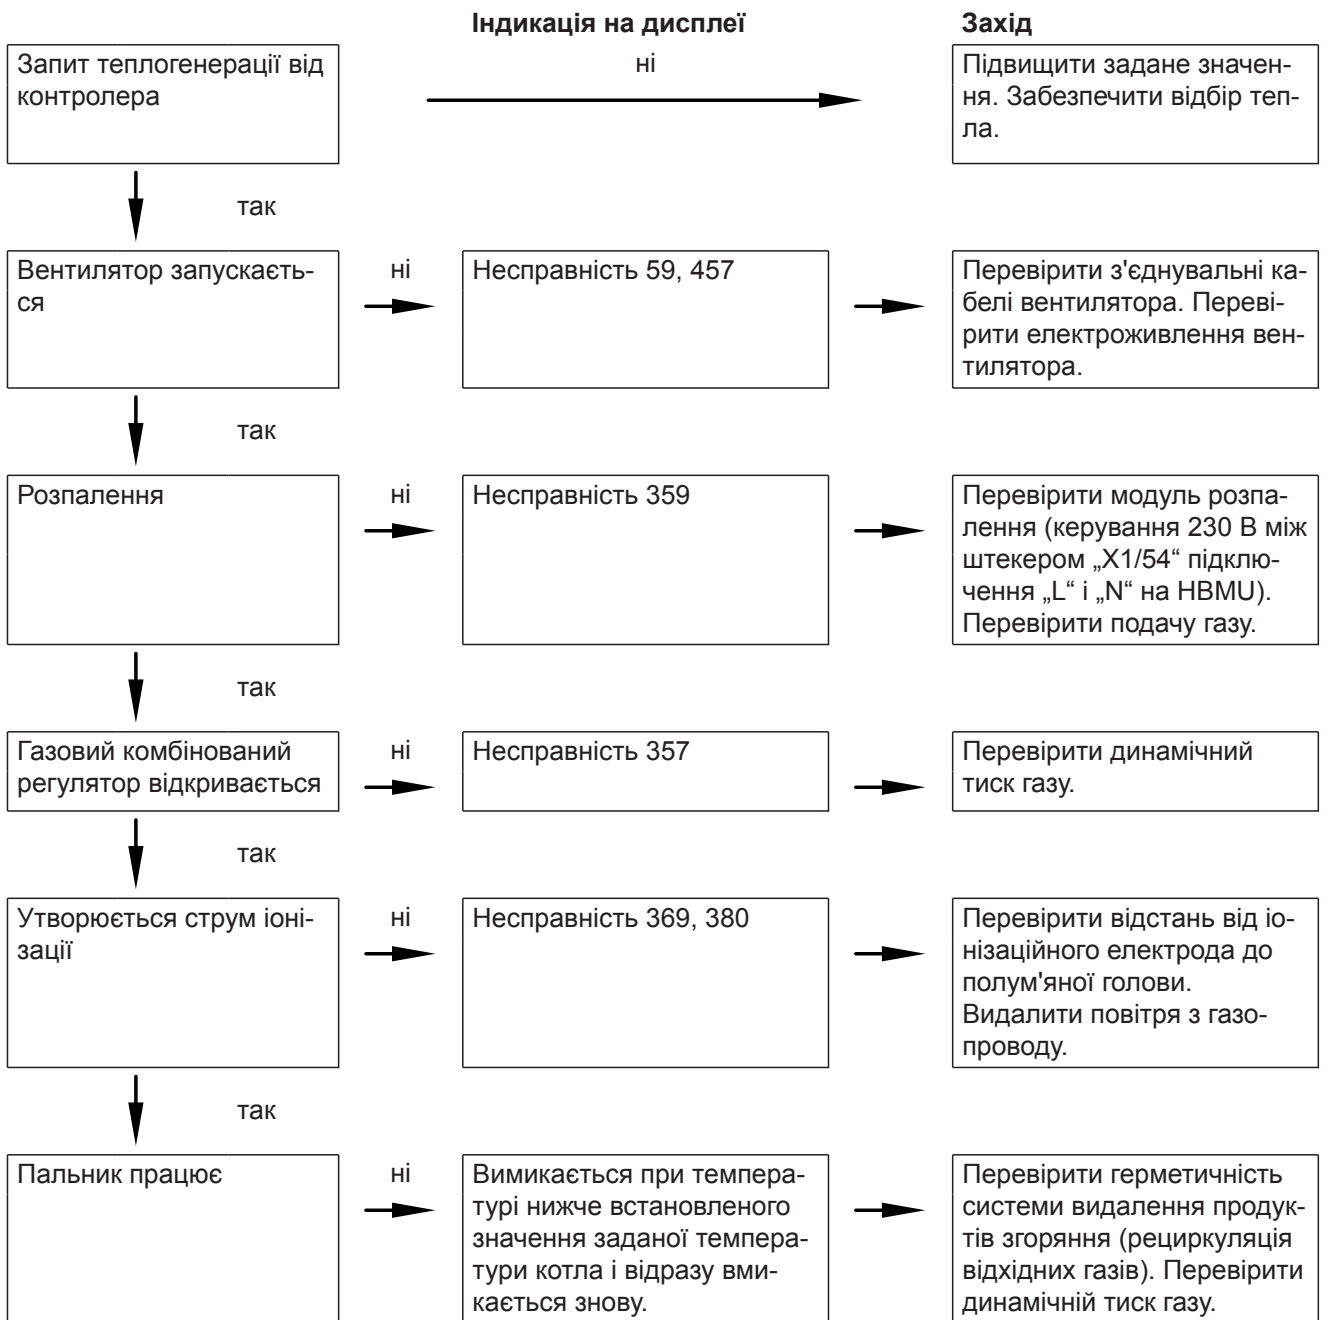 Індикація на дисплеї
Захід
Запит теплогенерації від
контролера
ні
Підвищити задане значен-
ня. Забезпечити відбір теп-
ла.
так
Вентилятор запускаєть-
ся
ні
Несправність 59, 457
Перевірити з'єднувальні ка-
белі вентилятора. Переві-
рити електроживлення вен-
тилятора.
так
Розпалення
ні
Несправність 359
Перевірити модуль розпа-
лення (керування 230 В між
штекером „X1/54“ підклю-
чення „L“ і „N“ на HBMU).
Перевірити подачу газу.
так
Газовий комбінований
регулятор відкривається
ні
Несправність 357
Перевірити динамічний
тиск газу.
так
Утворюється струм іоні-
зації
ні
Несправність 369, 380
Перевірити відстань від іо-
нізаційного електрода до
полум'яної голови.
Видалити повітря з газо-
проводу.
так
Пальник працює
ні
Вимикається при темпера-
турі нижче встановленого
значення заданої темпера-
тури котла і відразу вми-
кається знову.
Перевірити герметичність
системи видалення продук-
тів згоряння (рециркуляція
відхідних газів). Перевірити
динамічній тиск газу.